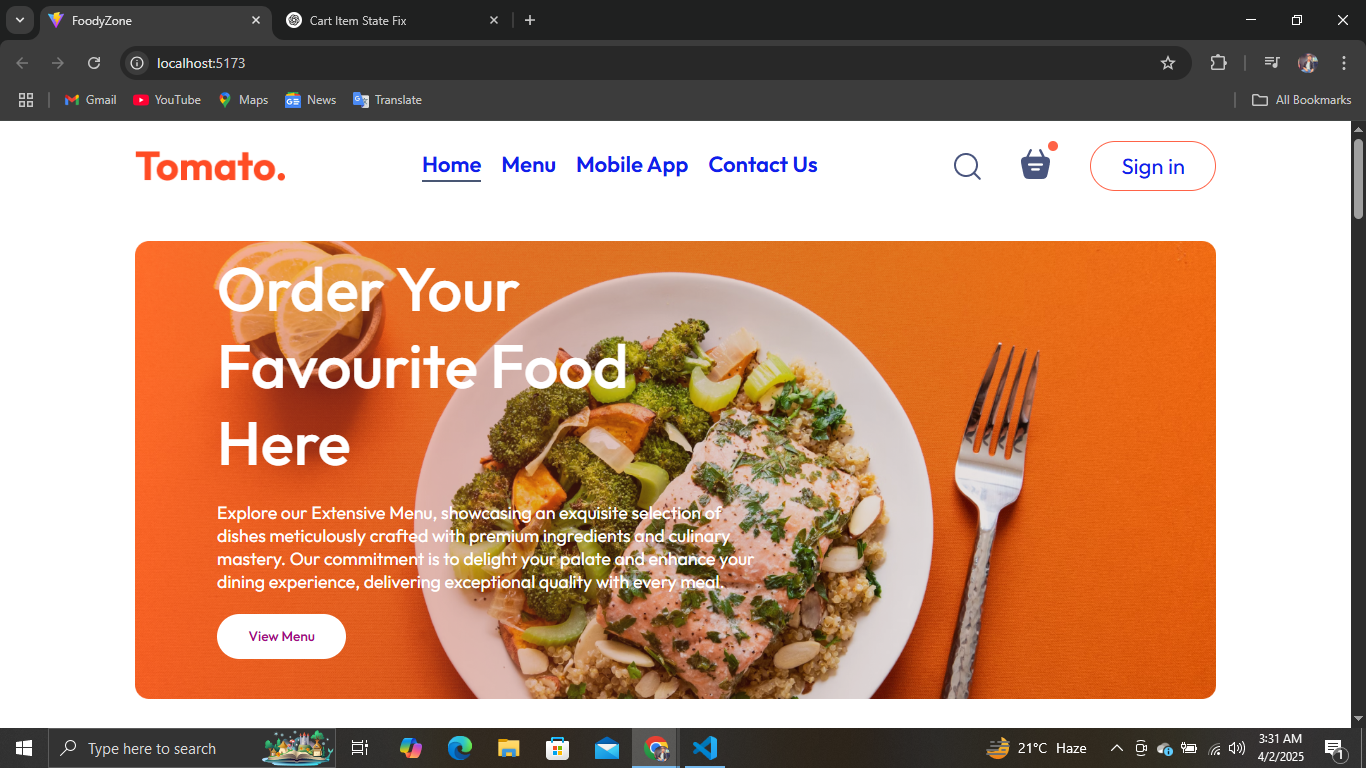 FoodyZone
Cart Item State Fix
localhost:5173
Gmail
YouTube
Maps
News
Translate
All Bookmarks
Tomato.
Home
Menu
Mobile App
Contact Us
Sign in
Order Your
Favourite Food
Here
Explore our Extensive Menu, showcasing an exquisite selection of
dishes meticulously crafted with premium ingredients and culinary
mastery. Our commitment is to delight your palate and enhance your
dining experience, delivering exceptional quality with every meal.
View Menu
Type here to search
21°C Haze
3:31 AM
4/2/2025
1